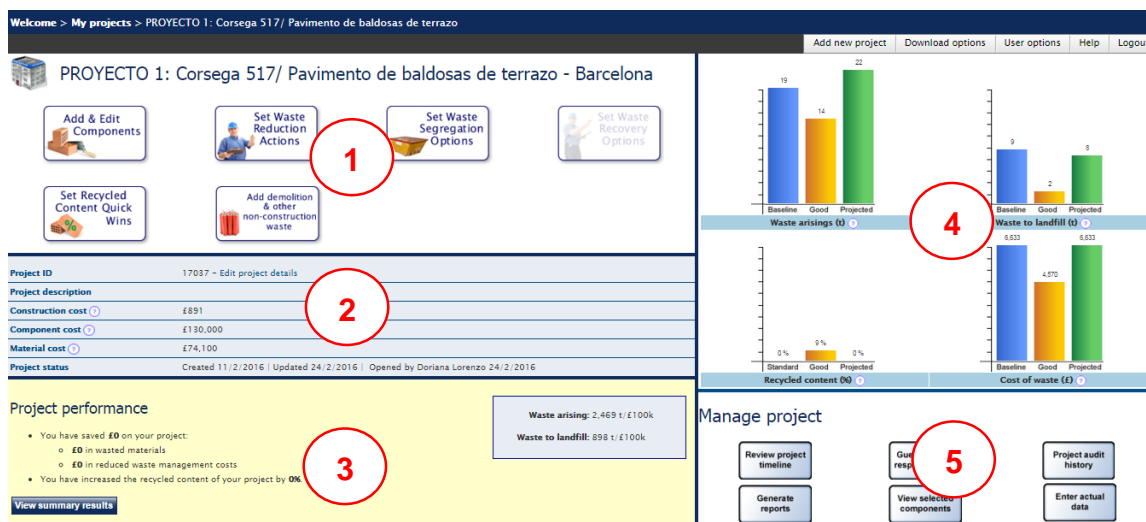 Welcome > My projects > PROYECTO 1: Corsega 517/ Pavimento de baldosas de terrazo
Add new project Download options User options Help Logou
PROYECTO 1: Corsega 517/ Pavimento de baldosas de terrazo - Barcelona
Add & Edit
Components
Set Waste
Reduction
Actions
Set Waste
Segregation
Options
Set Waste
Recovery
Options
1
Set Recycled
Content Quick
Wins
Add demolition
& other
non-construction
waste
Project ID 17037 - Edit project details
Project description
Construction cost ? £891
Component cost ? £130,000
Material cost ? £74,100
Project status Created 11/2/2016 | Updated 24/2/2016 | Opened by Doriana Lorenzo 24/2/2016
2
Project performance
• You have saved £0 on your project:
£0 in wasted materials
£0 in reduced waste management costs
• You have increased the recycled content of your project by 0%.
View summary results
Waste arising: 2,469 t/£100k
Waste to landfill: 898 t/£100k
3
19 14 22
Baseline Good Projected
Waste arisings (t) ?
9 2 8
Baseline Good Projected
Waste to landfill (t) ?
4
0% 9% 0%
Standard Good Projected
Recycled content (%) ?
6,633 4,570 6,633
Baseline Good Projected
Cost of waste (£) ?
Manage project
Review project
timeline
Gue
resp
Project audit
history
Generate
reports
View selected
components
Enter actual
data
5